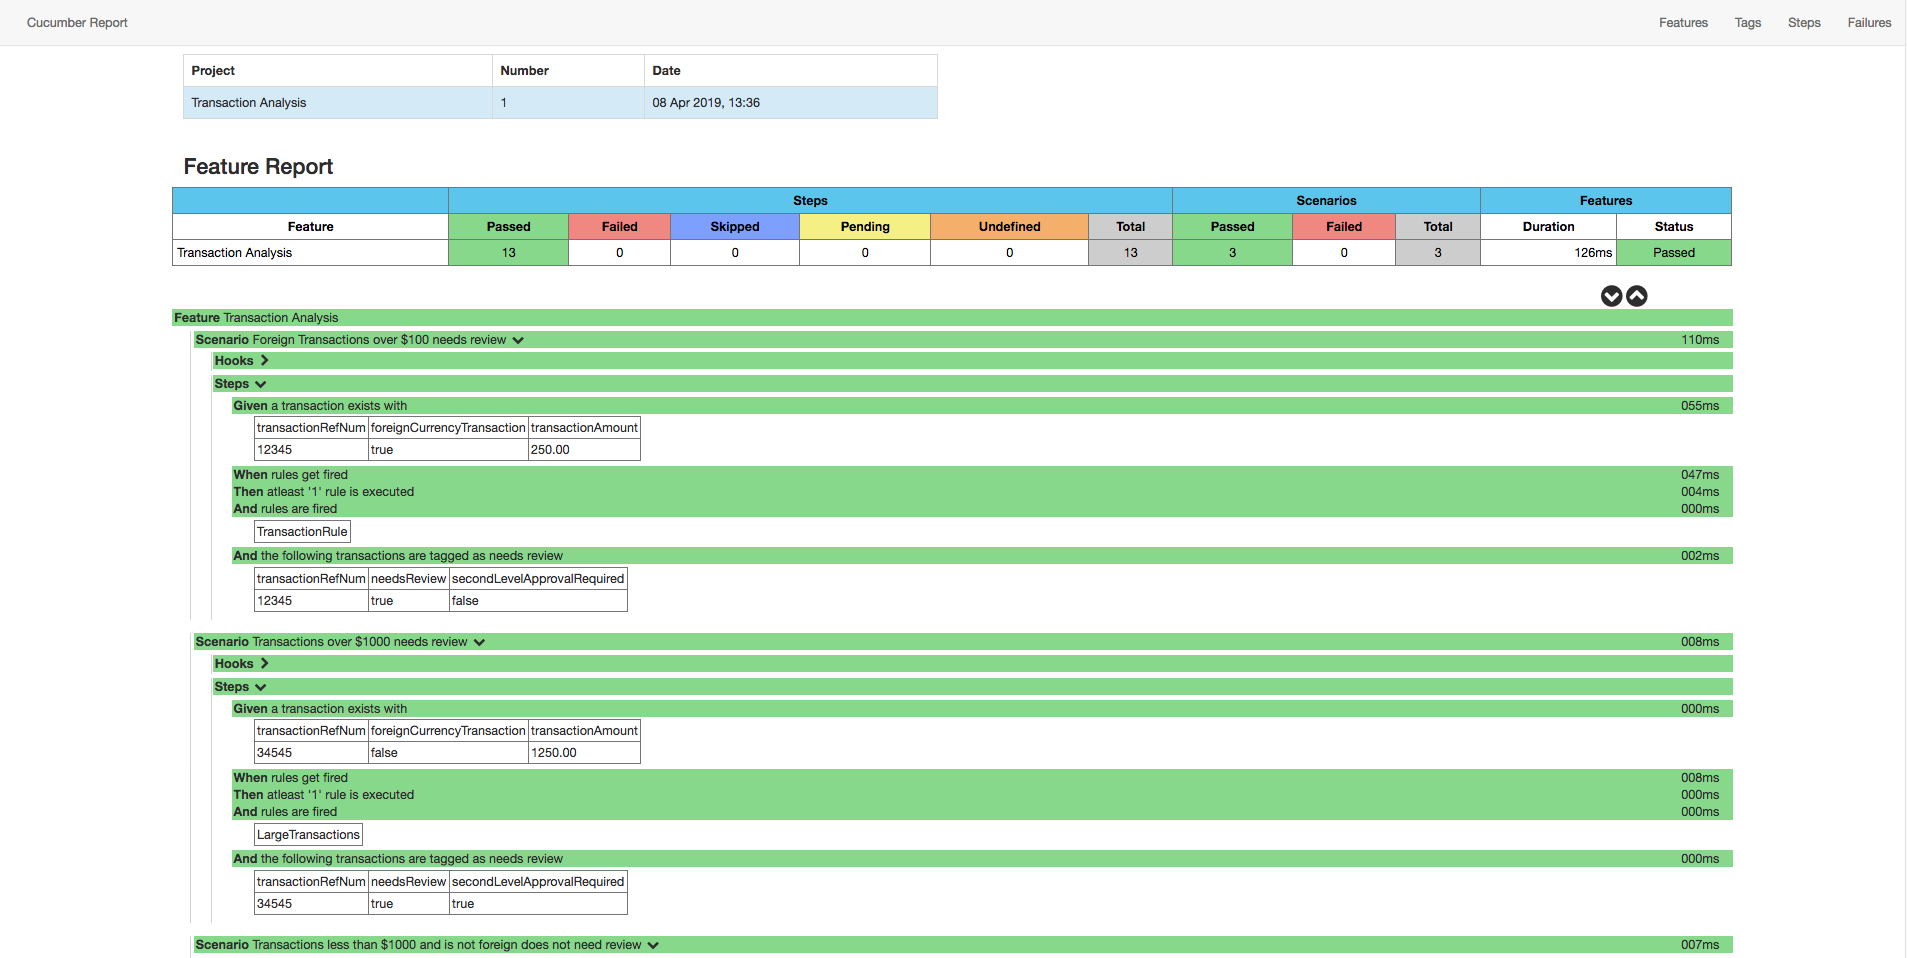 Cucumber Report Features Tags Steps Failures
Project Number Date
Transaction Analysis 1 08 Apr 2019, 13:36
Feature Report
Steps Scenarios Features
Feature Passed Failed Skipped Pending Undefined Total Passed Failed Total Duration Status
Transaction Analysis 13 0 0 0 0 13 3 0 3 126ms Passed
Feature Transaction Analysis
Scenario Foreign Transactions over $100 needs review 110ms
Hooks
Steps
Given a transaction exists with 055ms
transactionRefNum foreignCurrencyTransaction transactionAmount
12345 true 250.00
When rules get fired 047ms
Then atleast '1' rule is executed 004ms
And rules are fired 000ms
TransactionRule
And the following transactions are tagged as needs review 002ms
transactionRefNum needsReview secondLevelApprovalRequired
12345 true false
Scenario Transactions over $1000 needs review 008ms
Hooks
Steps
Given a transaction exists with 000ms
transactionRefNum foreignCurrencyTransaction transactionAmount
34545 false 1250.00
When rules get fired 008ms
Then atleast '1' rule is executed 000ms
And rules are fired 000ms
LargeTransactions
And the following transactions are tagged as needs review 000ms
transactionRefNum needsReview secondLevelApprovalRequired
34545 true true
Scenario Transactions less than $1000 and is not foreign does not need review 007ms